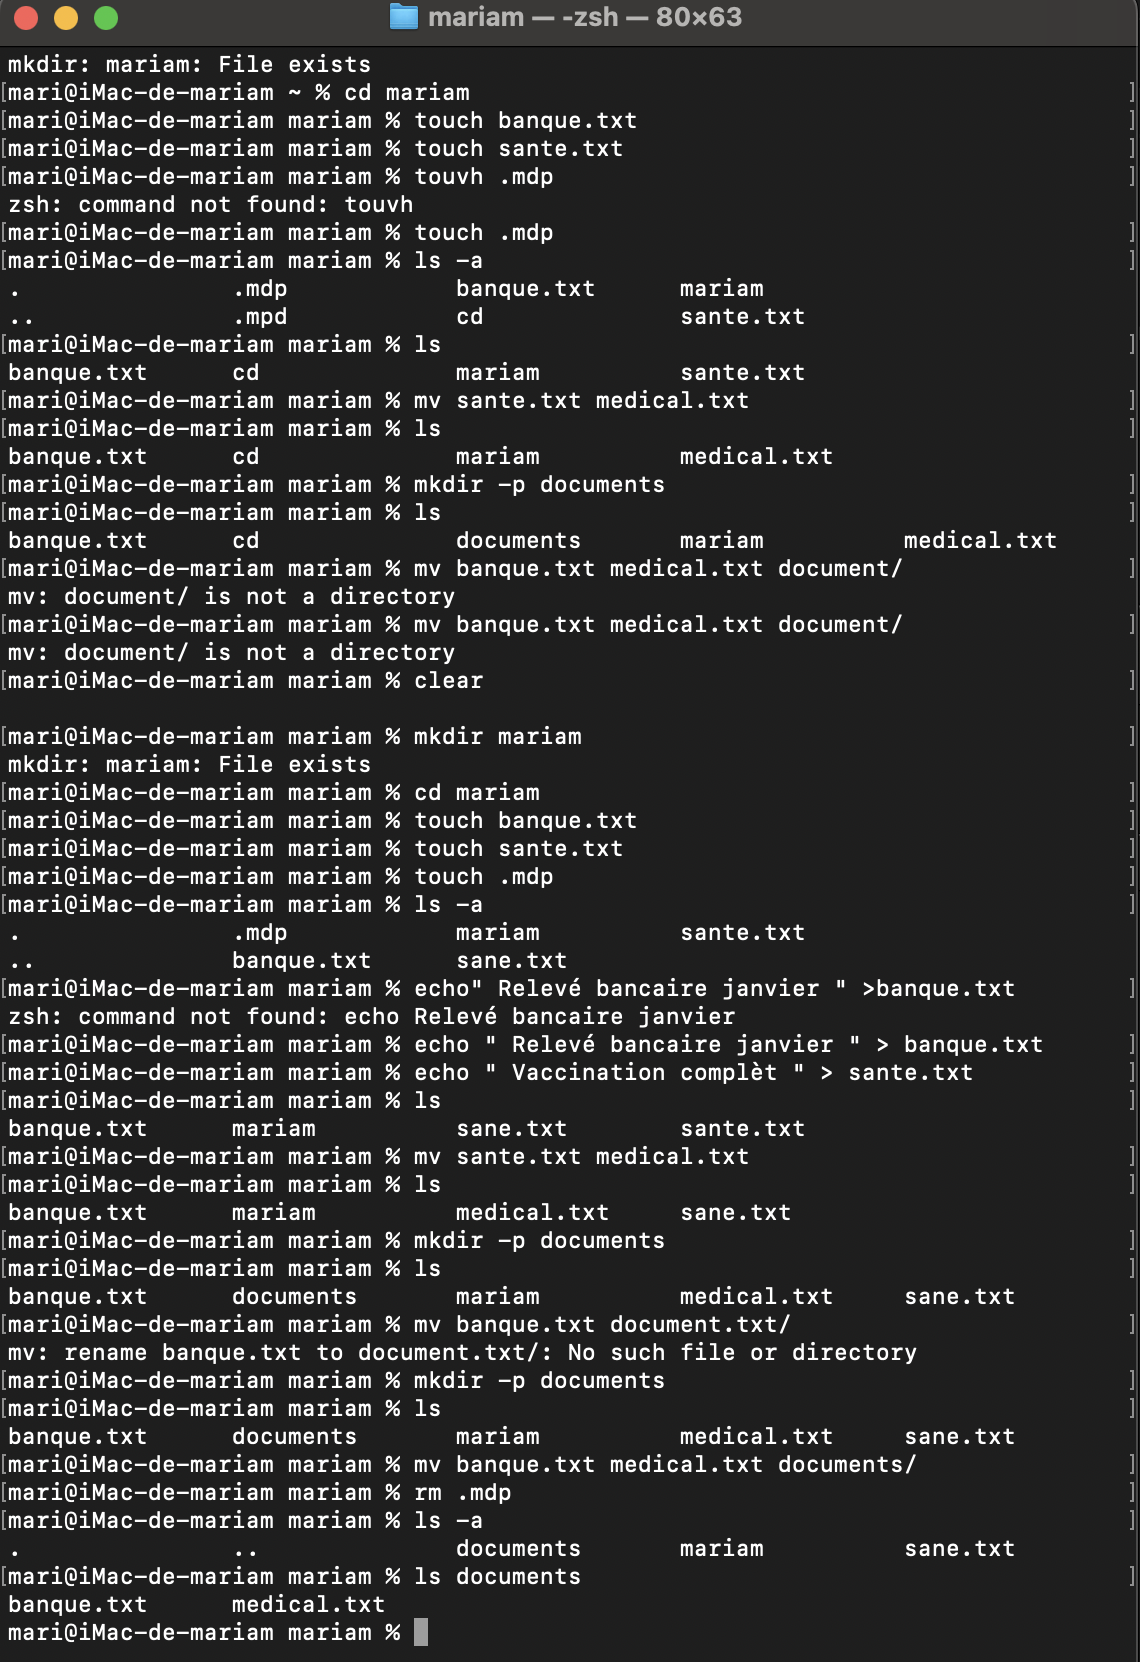 mariam — -zsh — 80×63
mkdir: mariam: File exists
[mari@iMac-de-mariam ~ % cd mariam ]
[mari@iMac-de-mariam mariam % touch banque.txt ]
[mari@iMac-de-mariam mariam % touch sante.txt ]
[mari@iMac-de-mariam mariam % touvh .mdp ]
zsh: command not found: touvh
[mari@iMac-de-mariam mariam % touch .mdp ]
[mari@iMac-de-mariam mariam % ls -a ]
. .mdp banque.txt mariam
.. .mpd cd sante.txt
[mari@iMac-de-mariam mariam % ls ]
banque.txt cd mariam sante.txt
[mari@iMac-de-mariam mariam % mv sante.txt medical.txt ]
[mari@iMac-de-mariam mariam % ls ]
banque.txt cd mariam medical.txt
[mari@iMac-de-mariam mariam % mkdir -p documents ]
[mari@iMac-de-mariam mariam % ls ]
banque.txt cd documents mariam medical.txt
[mari@iMac-de-mariam mariam % mv banque.txt medical.txt document/ ]
mv: document/ is not a directory
[mari@iMac-de-mariam mariam % mv banque.txt medical.txt document/ ]
mv: document/ is not a directory
[mari@iMac-de-mariam mariam % clear ]
[mari@iMac-de-mariam mariam % mkdir mariam ]
mkdir: mariam: File exists
[mari@iMac-de-mariam mariam % cd mariam ]
[mari@iMac-de-mariam mariam % touch banque.txt ]
[mari@iMac-de-mariam mariam % touch sante.txt ]
[mari@iMac-de-mariam mariam % touch .mdp ]
[mari@iMac-de-mariam mariam % ls -a ]
. .mdp mariam sante.txt
.. banque.txt sane.txt
[mari@iMac-de-mariam mariam % echo" Relevé bancaire janvier " >banque.txt ]
zsh: command not found: echo Relevé bancaire janvier
[mari@iMac-de-mariam mariam % echo " Relevé bancaire janvier " > banque.txt ]
[mari@iMac-de-mariam mariam % echo " Vaccination complèt " > sante.txt ]
[mari@iMac-de-mariam mariam % ls ]
banque.txt mariam sane.txt sante.txt
[mari@iMac-de-mariam mariam % mv sante.txt medical.txt ]
[mari@iMac-de-mariam mariam % ls ]
banque.txt mariam medical.txt sane.txt
[mari@iMac-de-mariam mariam % mkdir -p documents ]
[mari@iMac-de-mariam mariam % ls ]
banque.txt documents mariam medical.txt sane.txt
[mari@iMac-de-mariam mariam % mv banque.txt document.txt/ ]
mv: rename banque.txt to document.txt/: No such file or directory
[mari@iMac-de-mariam mariam % mkdir -p documents ]
[mari@iMac-de-mariam mariam % ls ]
banque.txt documents mariam medical.txt sane.txt
[mari@iMac-de-mariam mariam % mv banque.txt medical.txt documents/ ]
[mari@iMac-de-mariam mariam % rm .mdp ]
[mari@iMac-de-mariam mariam % ls -a ]
. .. documents mariam sane.txt
[mari@iMac-de-mariam mariam % ls documents ]
banque.txt medical.txt
mari@iMac-de-mariam mariam %